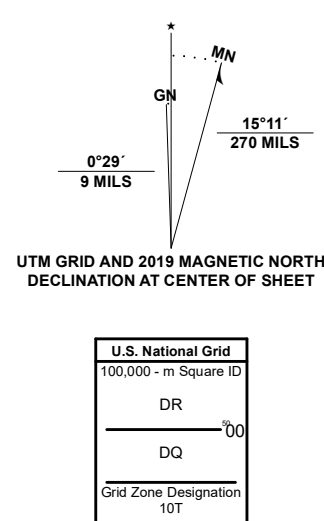 ★
MN
GN
15°11´
270 MILS
0°29´
9 MILS
UTM GRID AND 2019 MAGNETIC NORTH
DECLINATION AT CENTER OF SHEET
U.S. National Grid
100,000 - m Square ID
DR
5000
DQ
Grid Zone Designation
10T